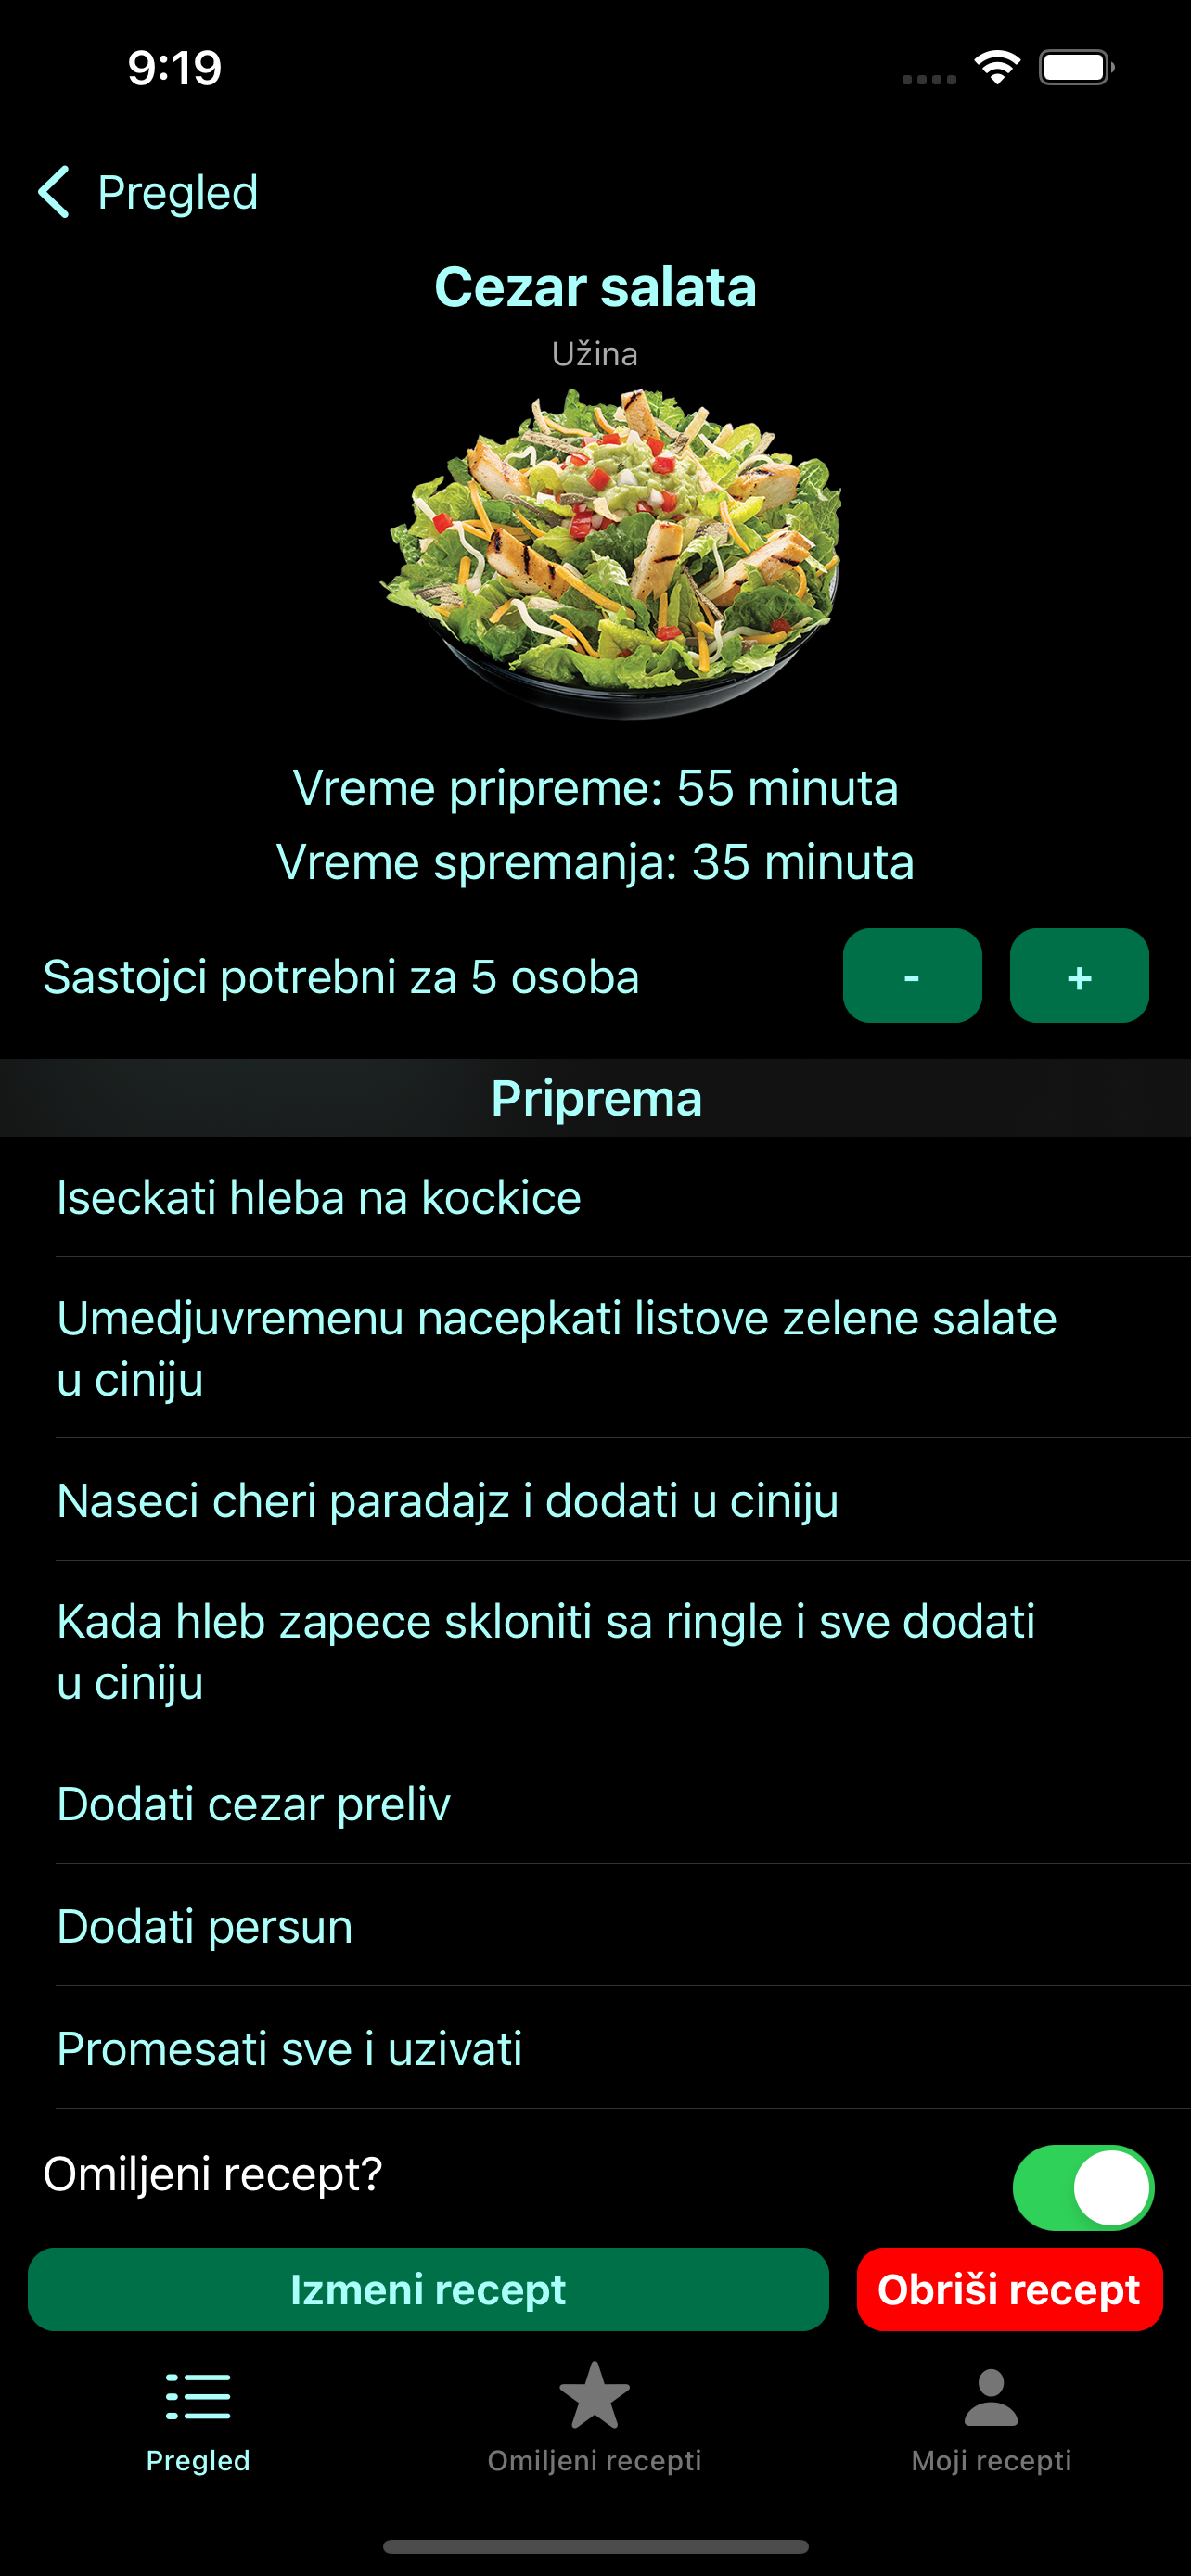 9:19
Pregled
Cezar salata
Užina
Vreme pripreme: 55 minuta
Vreme spremanja: 35 minuta
Sastojci potrebni za 5 osoba
- +
Priprema
Iseckati hleba na kockice
Umedjuvremenu nacepkati listove zelene salate
u ciniju
Naseci cheri paradajz i dodati u ciniju
Kada hleb zapece skloniti sa ringle i sve dodati
u ciniju
Dodati cezar preliv
Dodati persun
Promesati sve i uzivati
Omiljeni recept?
Izmeni recept Obriši recept
Pregled Omiljeni recepti Moji recepti